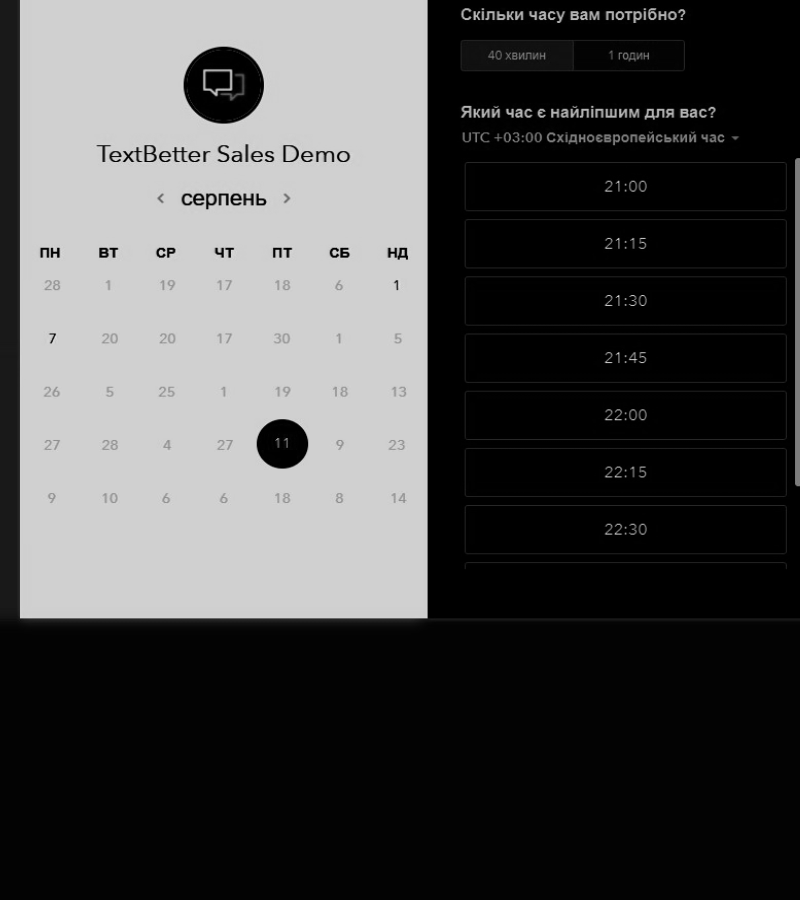 TextBetter Sales Demo
серпень
ПН ВТ СР ЧТ ПТ СБ НД
28 1 19 17 18 6 1
7 20 20 17 30 1 5
26 5 25 1 19 18 13
27 28 4 27 11 9 23
9 10 6 6 18 8 14
Скільки часу вам потрібно?
40 хвилин 1 годин
Який час є найліпшим для вас?
UTC +03:00 Східноєвропейський час
21:00
21:15
21:30
21:45
22:00
22:15
22:30